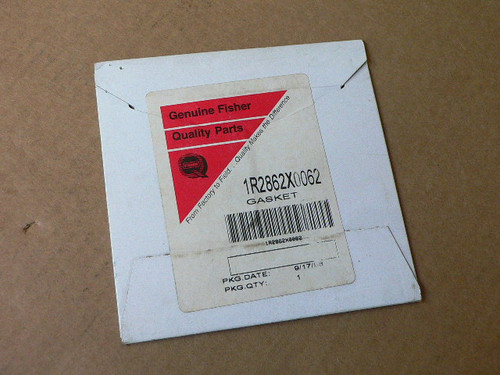 Genuine Fisher
Quality Parts
From Factory to Field. Quality Makes the Difference
1R2862X0062
GASKET
1R2862X0062
PKG.DATE:
PKG.QTY: 1